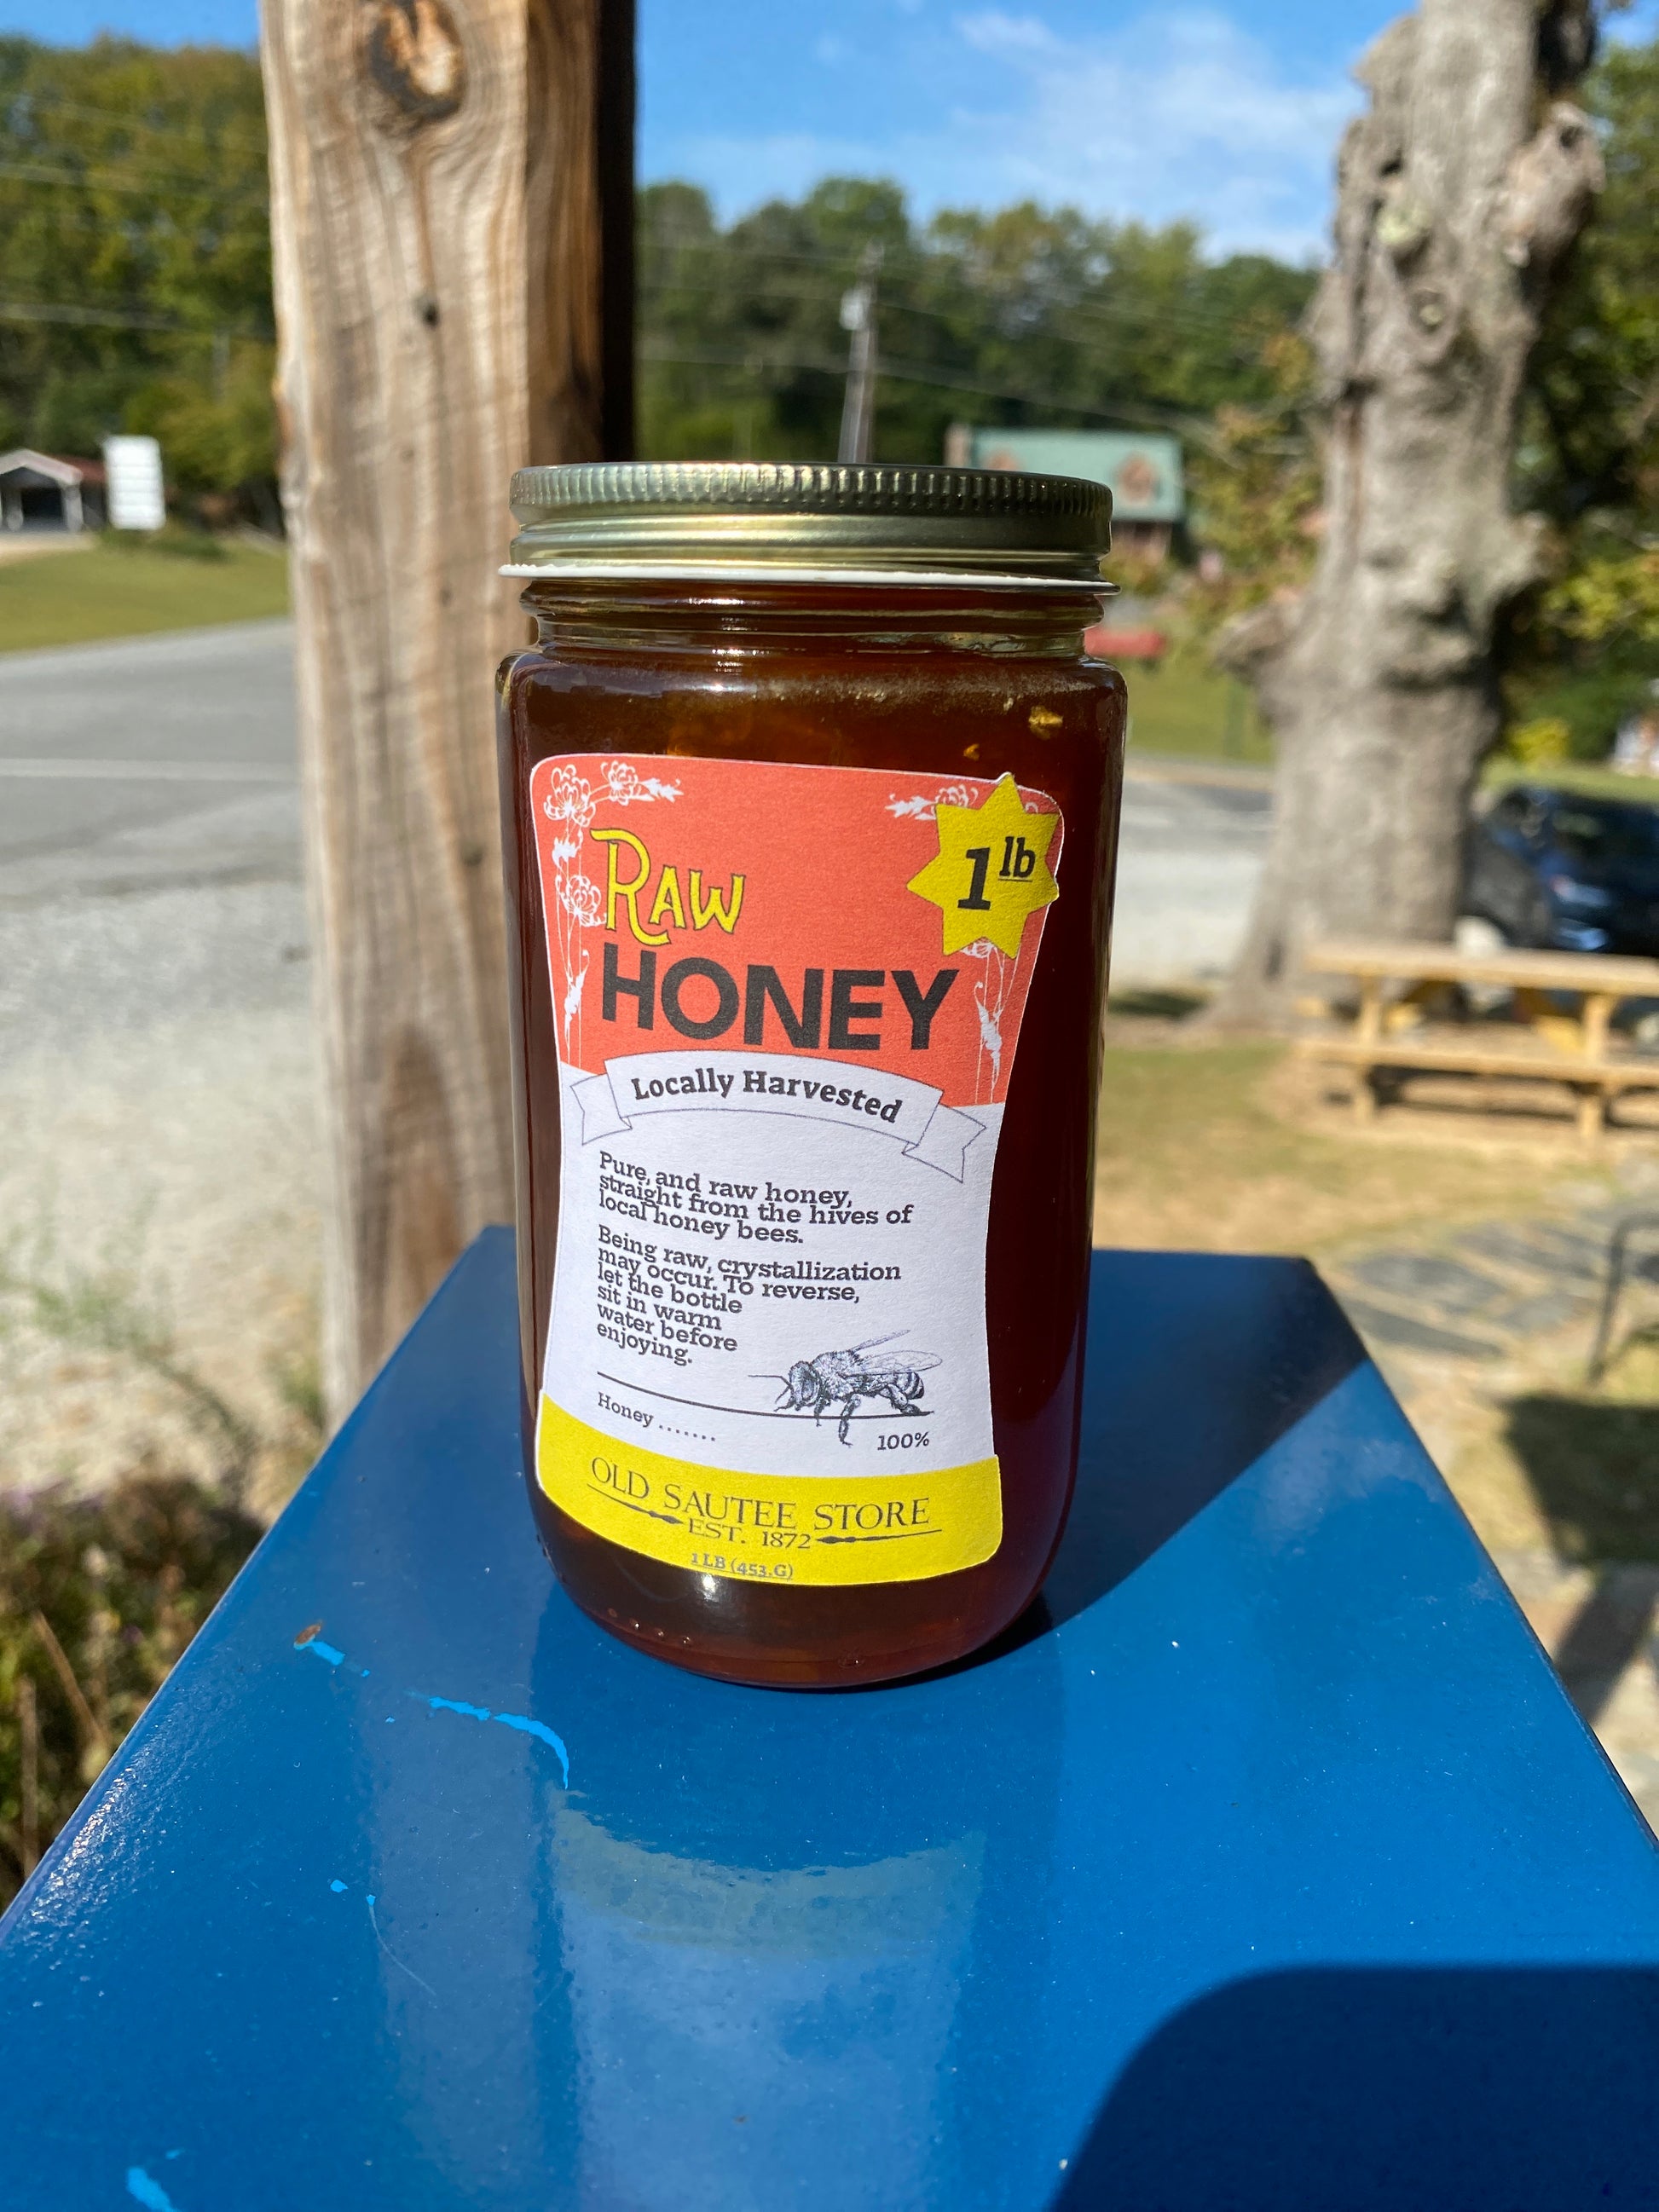 1 lb
RAW
HONEY
Locally Harvested
Pure, and raw honey,
straight from the hives of
local honey bees.
Being raw, crystallization
may occur. To reverse,
let the bottle
sit in warm
water before
enjoying.
Honey ....... 100%
OLD SAUTEE STORE
EST. 1872
1 LB (453.G)